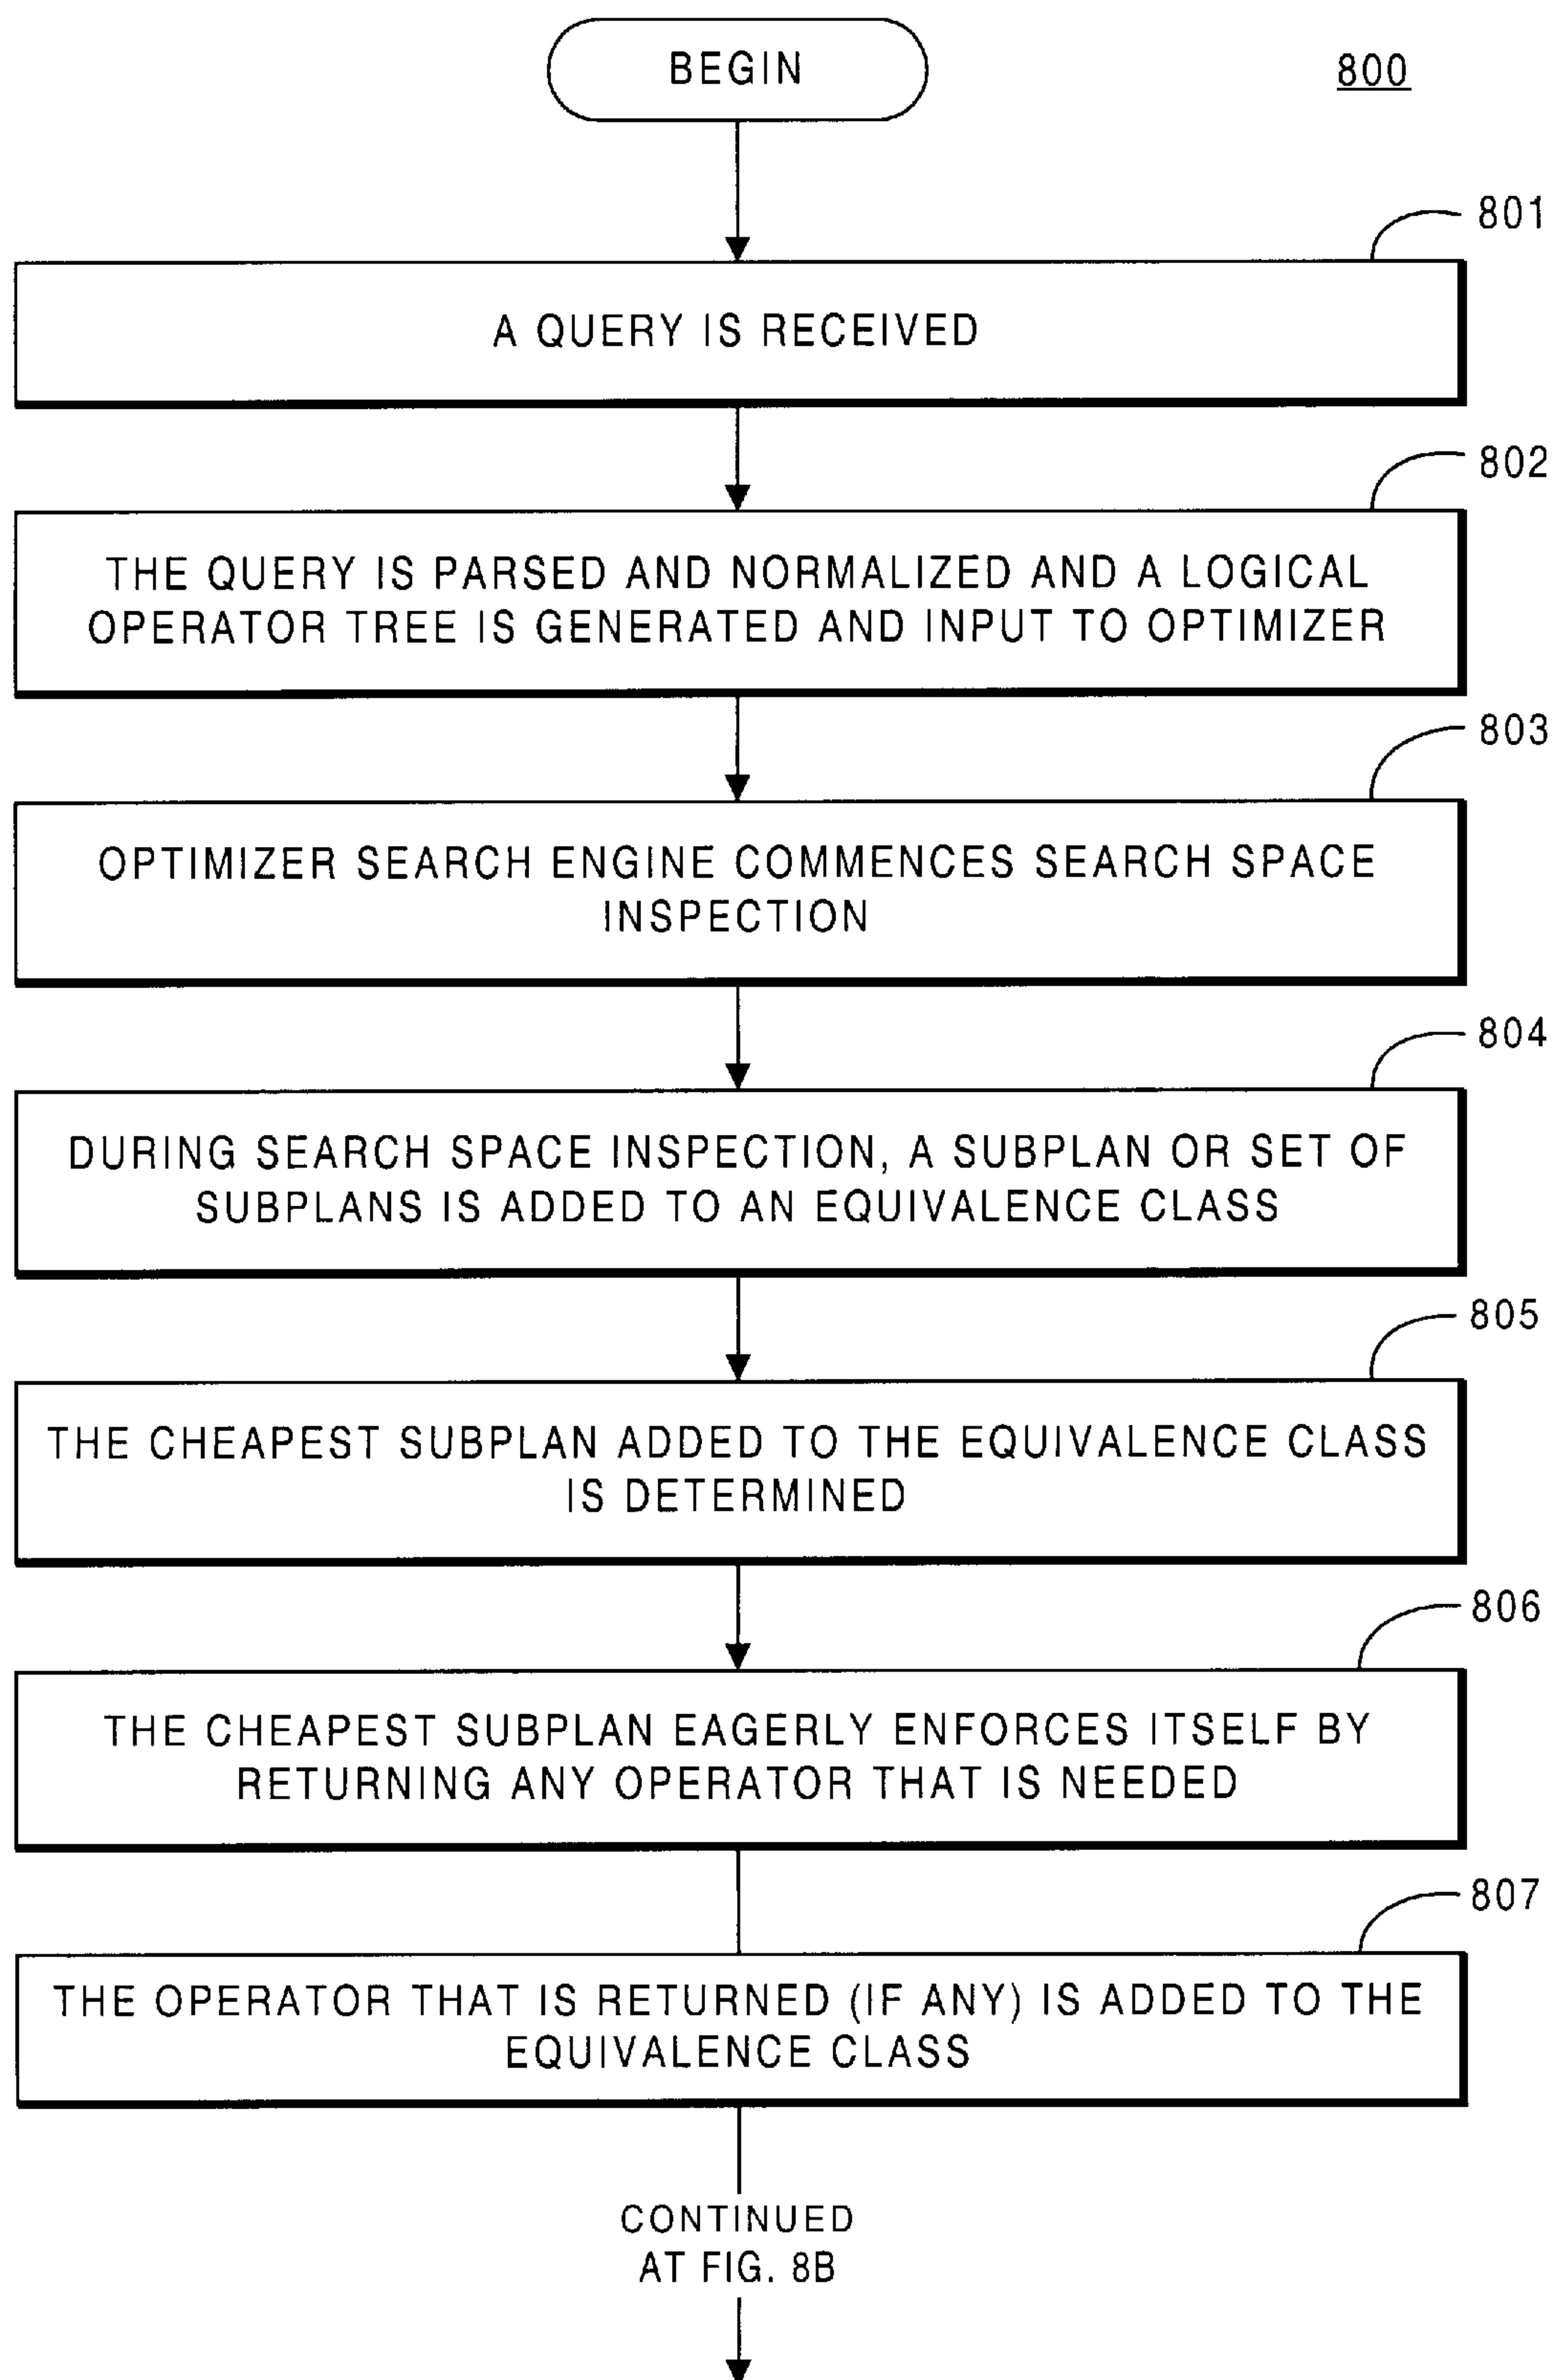 BEGIN
800
801
A QUERY IS RECEIVED
802
THE QUERY IS PARSED AND NORMALIZED AND A LOGICAL
OPERATOR TREE IS GENERATED AND INPUT TO OPTIMIZER
803
OPTIMIZER SEARCH ENGINE COMMENCES SEARCH SPACE
INSPECTION
804
DURING SEARCH SPACE INSPECTION, A SUBPLAN OR SET OF
SUBPLANS IS ADDED TO AN EQUIVALENCE CLASS
805
THE CHEAPEST SUBPLAN ADDED TO THE EQUIVALENCE CLASS
IS DETERMINED
806
THE CHEAPEST SUBPLAN EAGERLY ENFORCES ITSELF BY
RETURNING ANY OPERATOR THAT IS NEEDED
807
THE OPERATOR THAT IS RETURNED (IF ANY) IS ADDED TO THE
EQUIVALENCE CLASS
CONTINUED
AT FIG. 8B